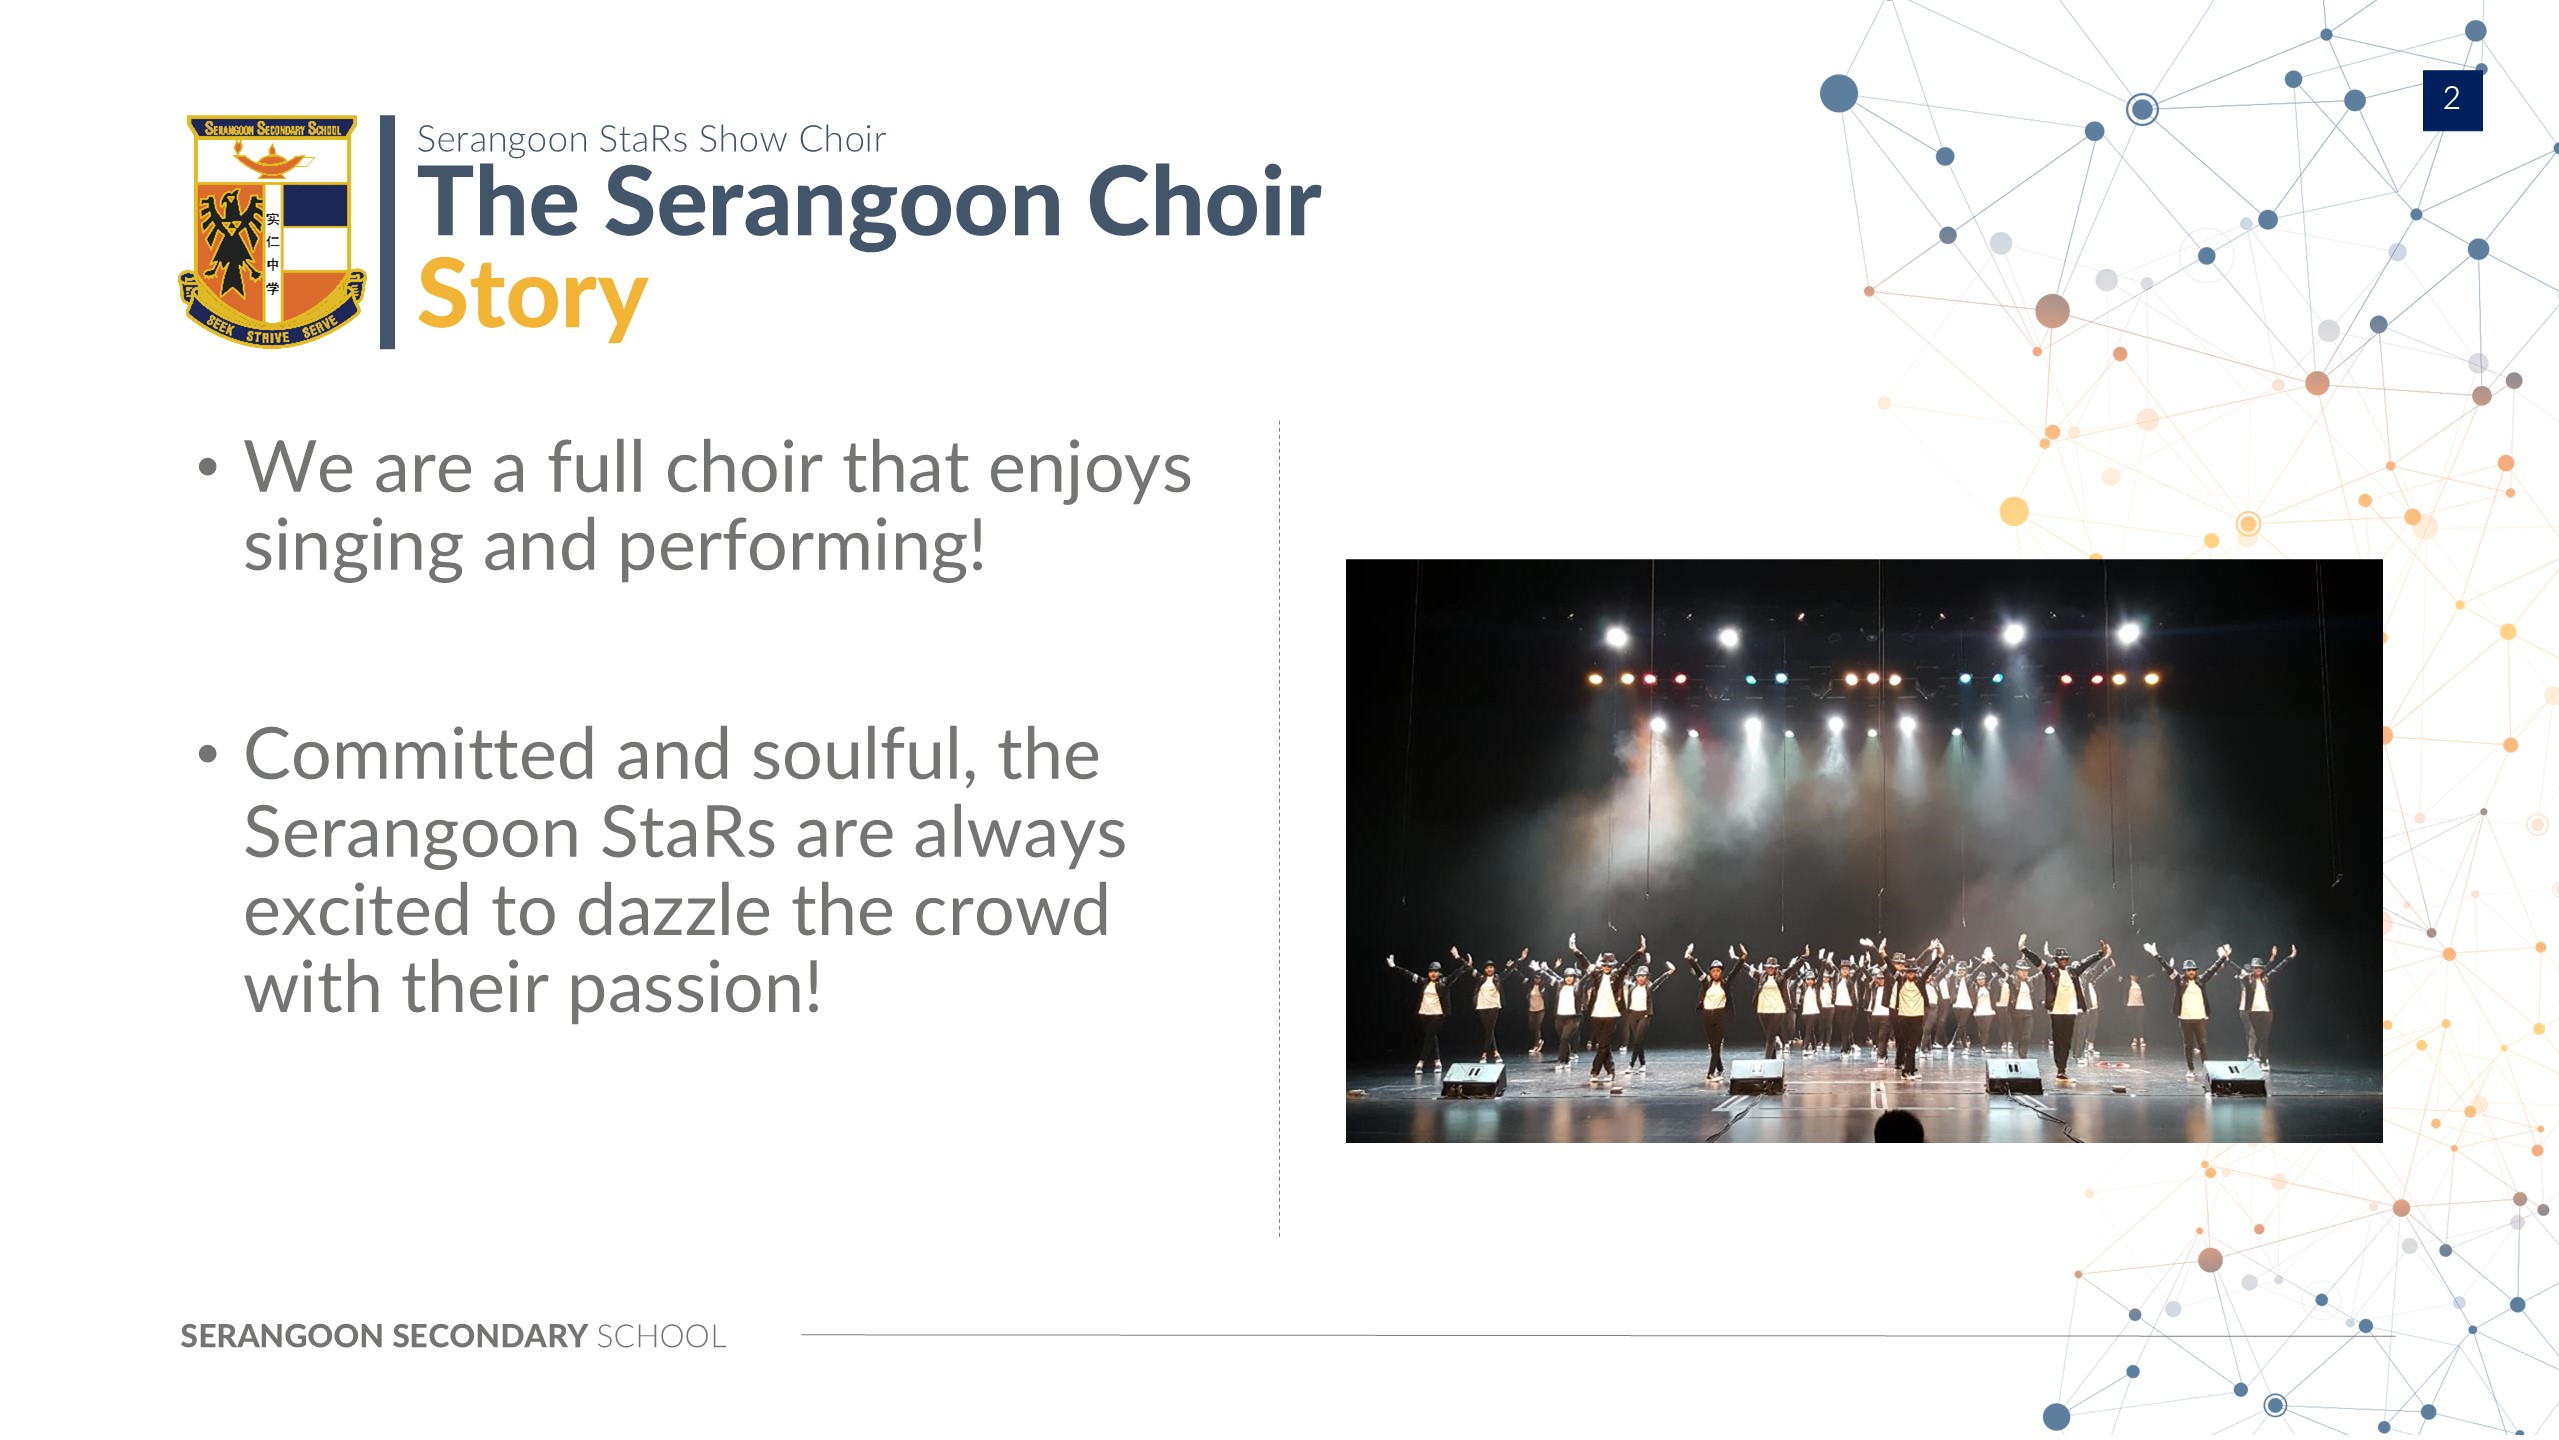 2
SERANGOON SECONDARY SCHOOL
实
仁
中
学
SEEK STRIVE SERVE
Serangoon StaRs Show Choir
The Serangoon Choir
Story
• We are a full choir that enjoys
singing and performing!
• Committed and soulful, the
Serangoon StaRs are always
excited to dazzle the crowd
with their passion!
SERANGOON SECONDARY SCHOOL